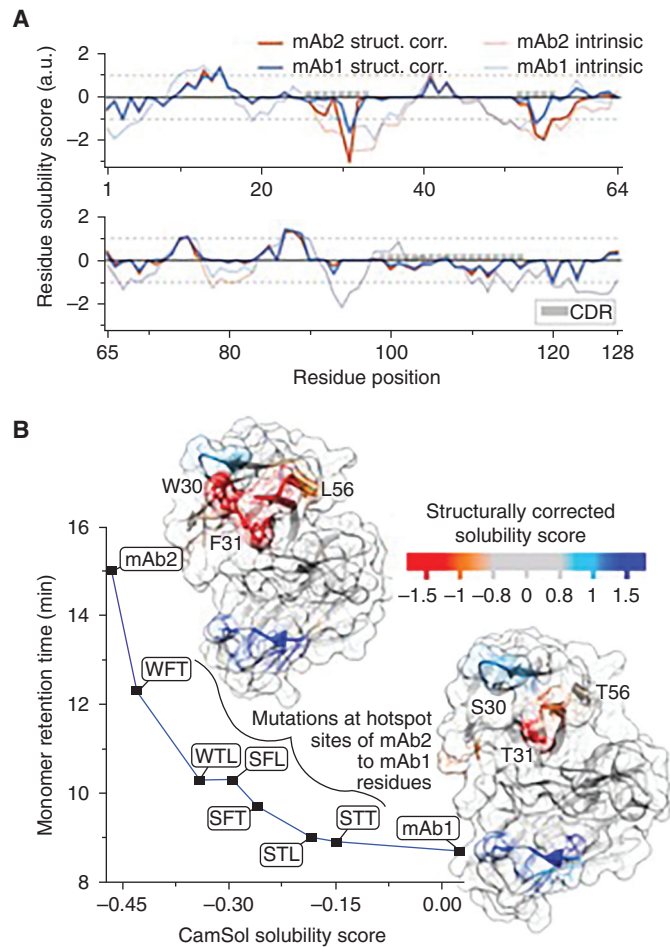 A
mAb2 struct. corr. mAb2 intrinsic
mAb1 struct. corr. mAb1 intrinsic
Residue solubility score (a.u.)
2
0
−2
1 20 40 64
2
0
−2
CDR
65 80 100 120 128
Residue position
B
W30
L56
F31
Structurally corrected
solubility score
−1.5 −1 −0.8 0 0.8 1 1.5
Monomer retention time (min)
16
14
12
10
8
mAb2
WFT
Mutations at hotspot
sites of mAb2
to mAb1
residues
WTL
SFL
SFT
STL
STT
mAb1
S30
T56
T31
−0.45 −0.30 −0.15 0.00
CamSol solubility score